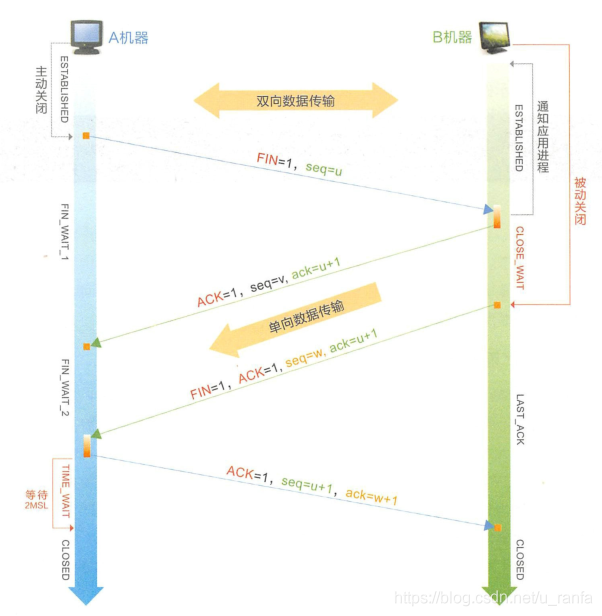 A机器
B机器
主动关闭
ESTABLISHED
双向数据传输
ESTABLISHED
通知应用进程
FIN=1, seq=u
被动关闭
FIN_WAIT_1
CLOSE_WAIT
ACK=1, seq=v, ack=u+1
单向数据传输
FIN=1, ACK=1, seq=w, ack=u+1
FIN_WAIT_2
LAST_ACK
ACK=1, seq=u+1, ack=w+1
等待
2MSL
TIME_WAIT
CLOSED
CLOSED
https://blog.csdn.net/u_ranfa